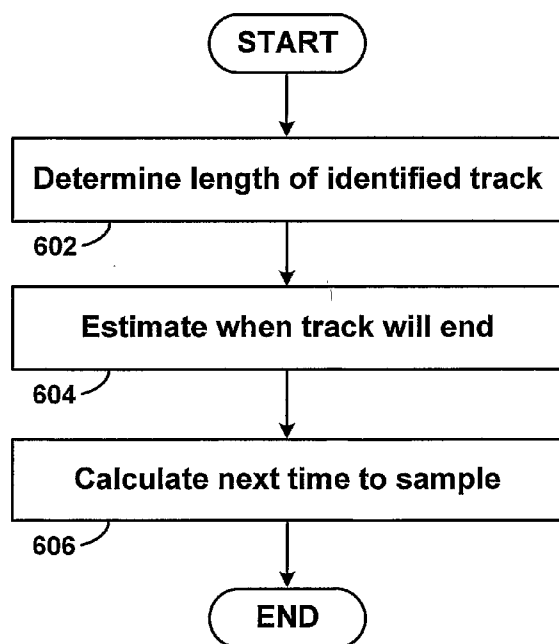 START
Determine length of identified track
602
Estimate when track will end
604
Calculate next time to sample
606
END